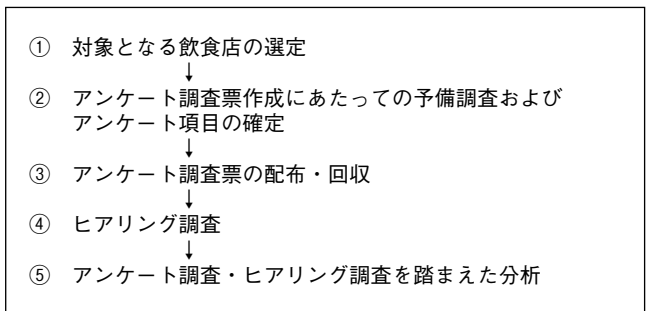 ① 対象となる飲食店の選定
↓
② アンケート調査票作成にあたっての予備調査および
アンケート項目の確定
↓
③ アンケート調査票の配布・回収
↓
④ ヒアリング調査
↓
⑤ アンケート調査・ヒアリング調査を踏まえた分析